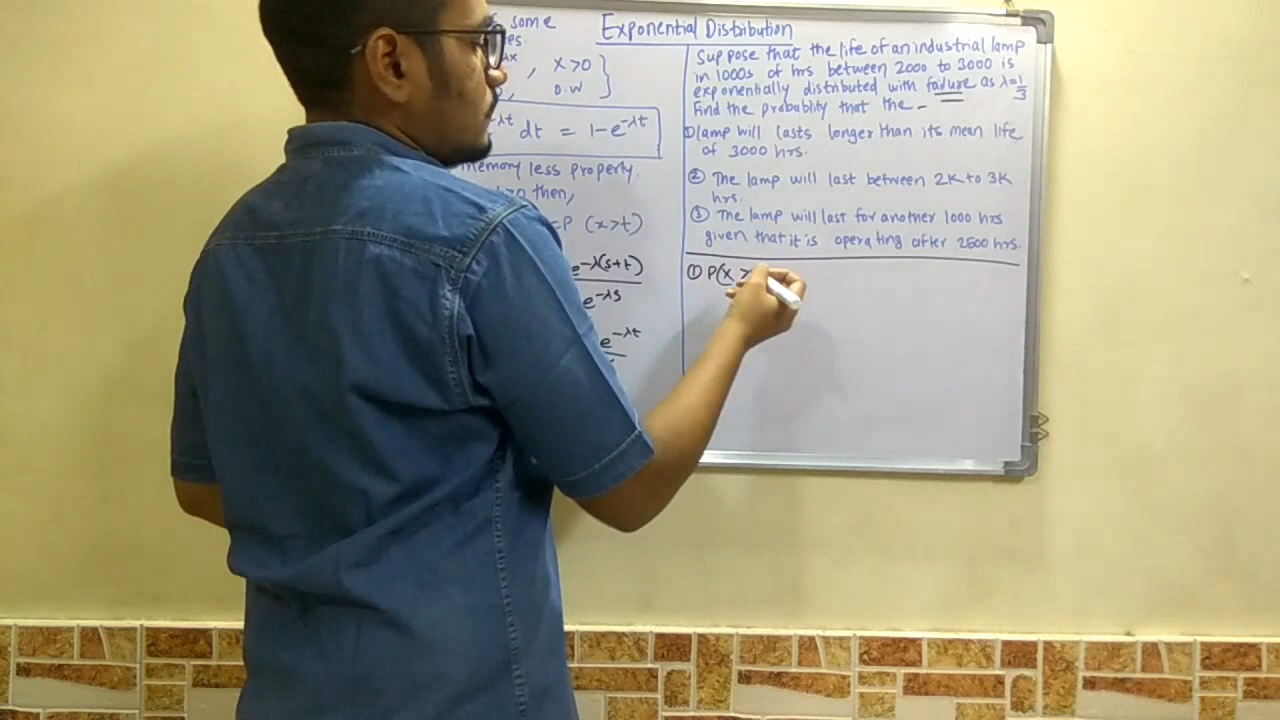 Exponential Distribution
some
es.
λx
, x>0
, o.w
-λt dt = 1-e^-λt
memory less property.
>0 then,
=P (x>t)
e^-λ(s+t)
e^-λs
e^-λt
Suppose that the life of an industrial lamp
in 1000s of hrs between 2000 to 3000 is
exponentially distributed with failure as λ=1/3
Find the probablity that the -
① lamp will lasts longer than its mean life
of 3000 hrs.
② The lamp will last between 2K to 3K
hrs.
③ The lamp will last for another 1000 hrs
given that it is operating after 2500 hrs.
① P(x >